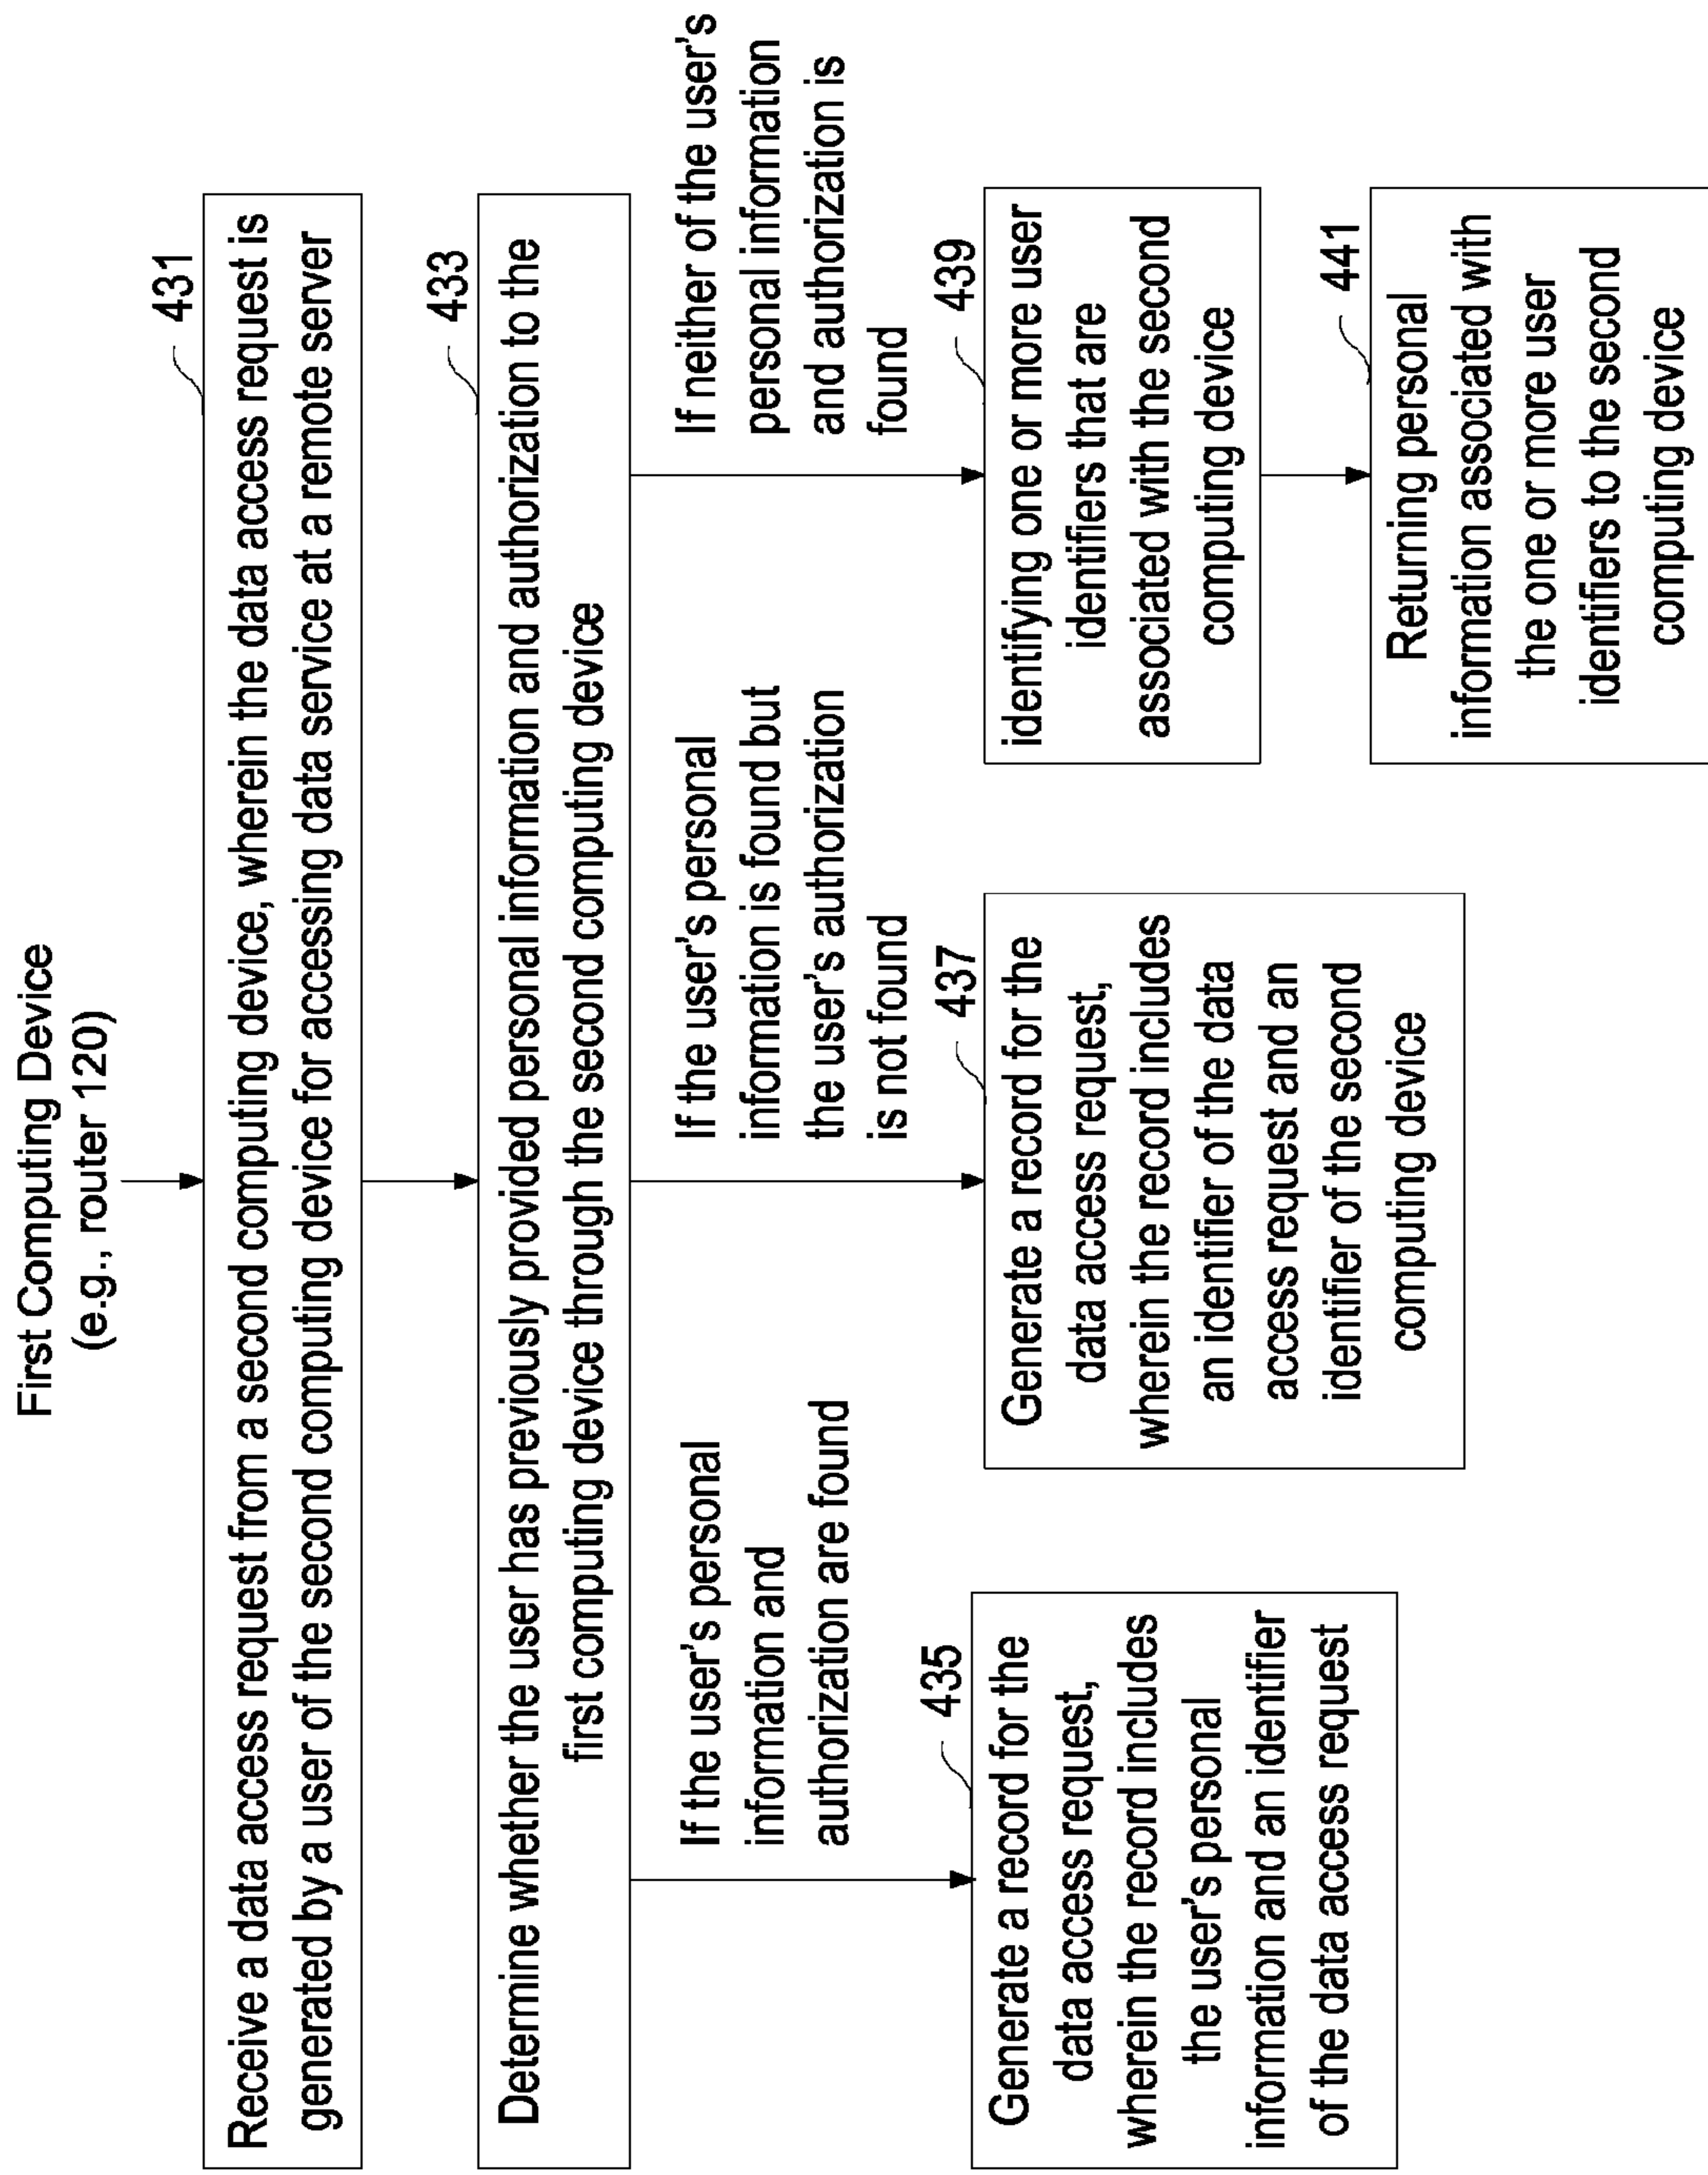 First Computing Device
(e.g., router 120)
431
Receive a data access request from a second computing device, wherein the data access request is
generated by a user of the second computing device for accessing data service at a remote server
433
Determine whether the user has previously provided personal information and authorization to the
first computing device through the second computing device
If the user's personal
information and
authorization are found
435
Generate a record for the
data access request,
wherein the record includes
the user's personal
information and an identifier
of the data access request
If the user's personal
information is found but
the user's authorization
is not found
437
Generate a record for the
data access request,
wherein the record includes
an identifier of the data
access request and an
identifier of the second
computing device
If neither of the user's
personal information
and authorization is
found
439
identifying one or more user
identifiers that are
associated with the second
computing device
441
Returning personal
information associated with
the one or more user
identifiers to the second
computing device